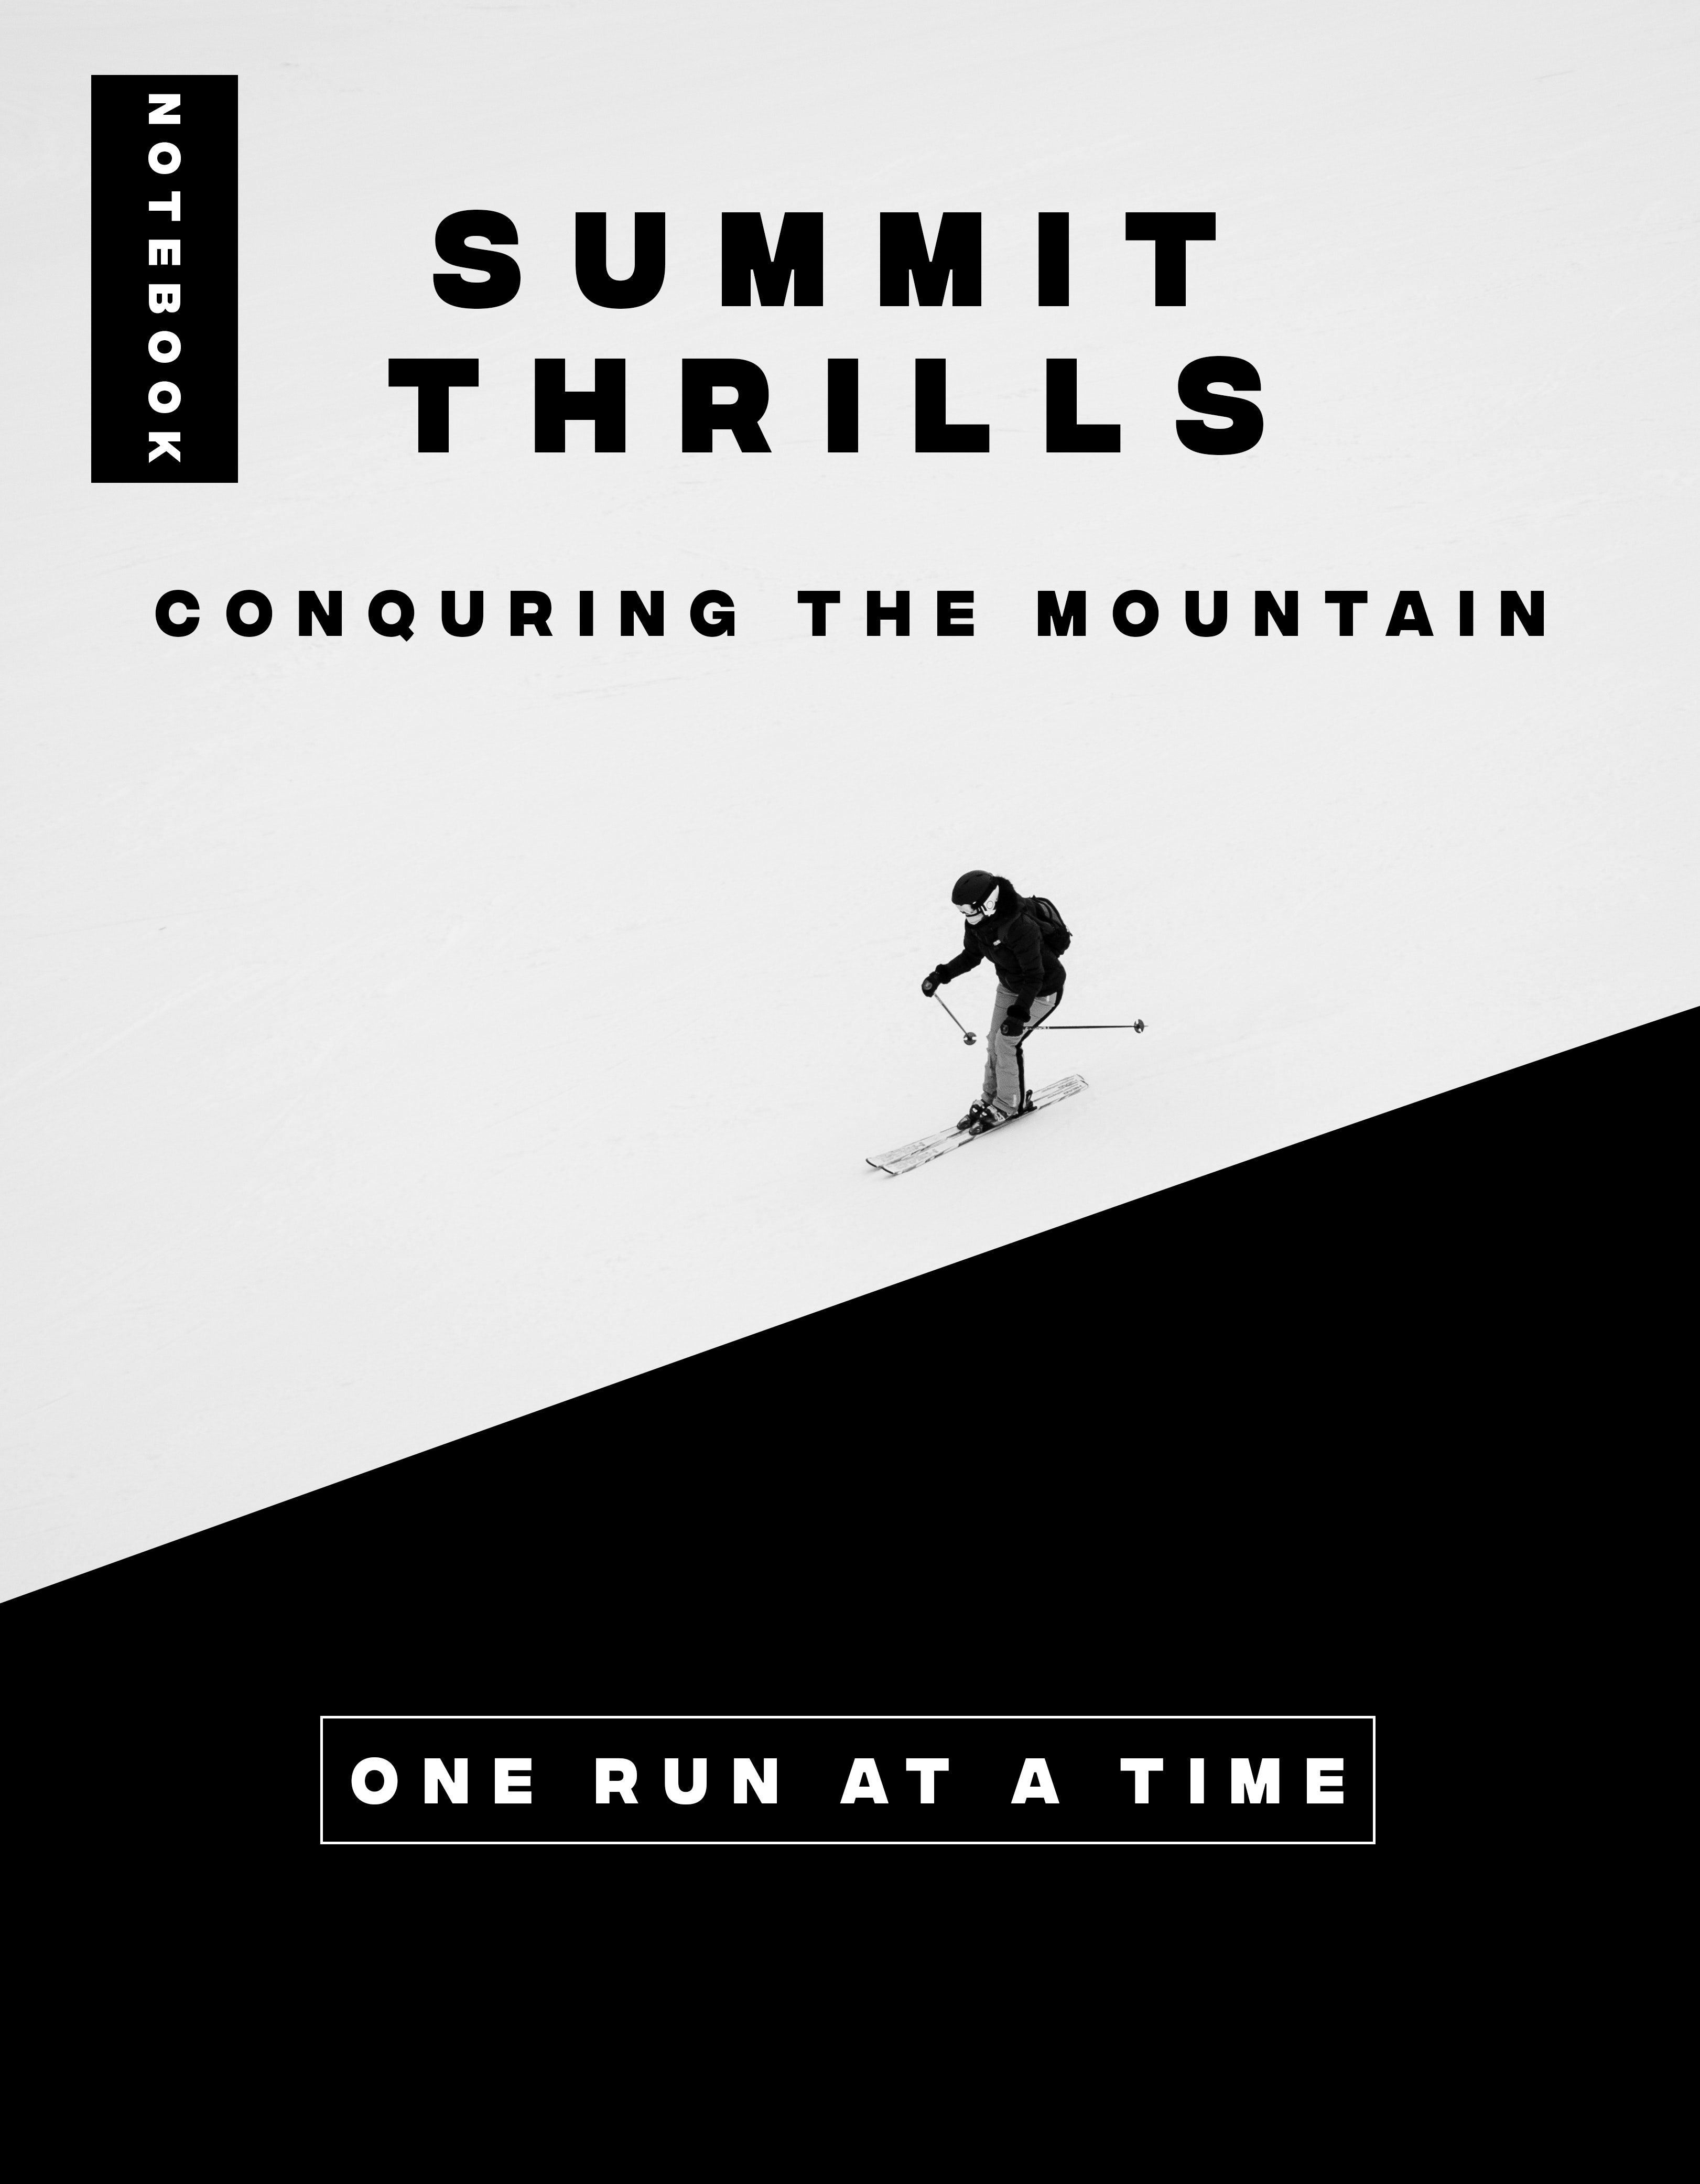 NOTEBOOK
SUMMIT
THRILLS
CONQURING THE MOUNTAIN
ONE RUN AT A TIME